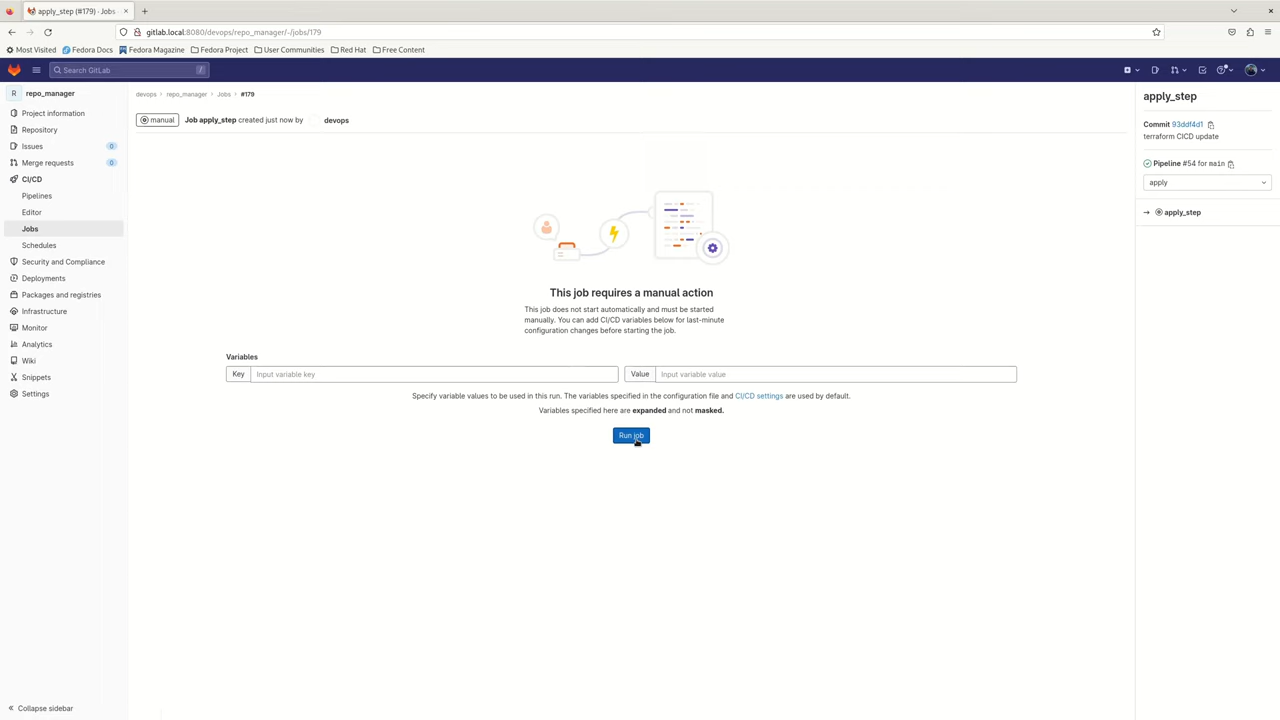 apply_step (#179) · Jobs
gitlab.local:8080/devops/repo_manager/-/jobs/179
Most Visited
Fedora Docs
Fedora Magazine
Fedora Project
User Communities
Red Hat
Free Content
Search GitLab
/
R
repo_manager
Project information
Repository
Issues
0
Merge requests
0
CI/CD
Pipelines
Editor
Jobs
Schedules
Security and Compliance
Deployments
Packages and registries
Infrastructure
Monitor
Analytics
Wiki
Snippets
Settings
Collapse sidebar
devops › repo_manager › Jobs › #179
manual
Job apply_step created just now by devops
This job requires a manual action
This job does not start automatically and must be started
manually. You can add CI/CD variables below for last-minute
configuration changes before starting the job.
Variables
Key
Input variable key
Value
Input variable value
Specify variable values to be used in this run. The variables specified in the configuration file and CI/CD settings are used by default.
Variables specified here are expanded and not masked.
Run job
apply_step
Commit 93ddf4d1
terraform CICD update
Pipeline #54 for main
apply
→ apply_step